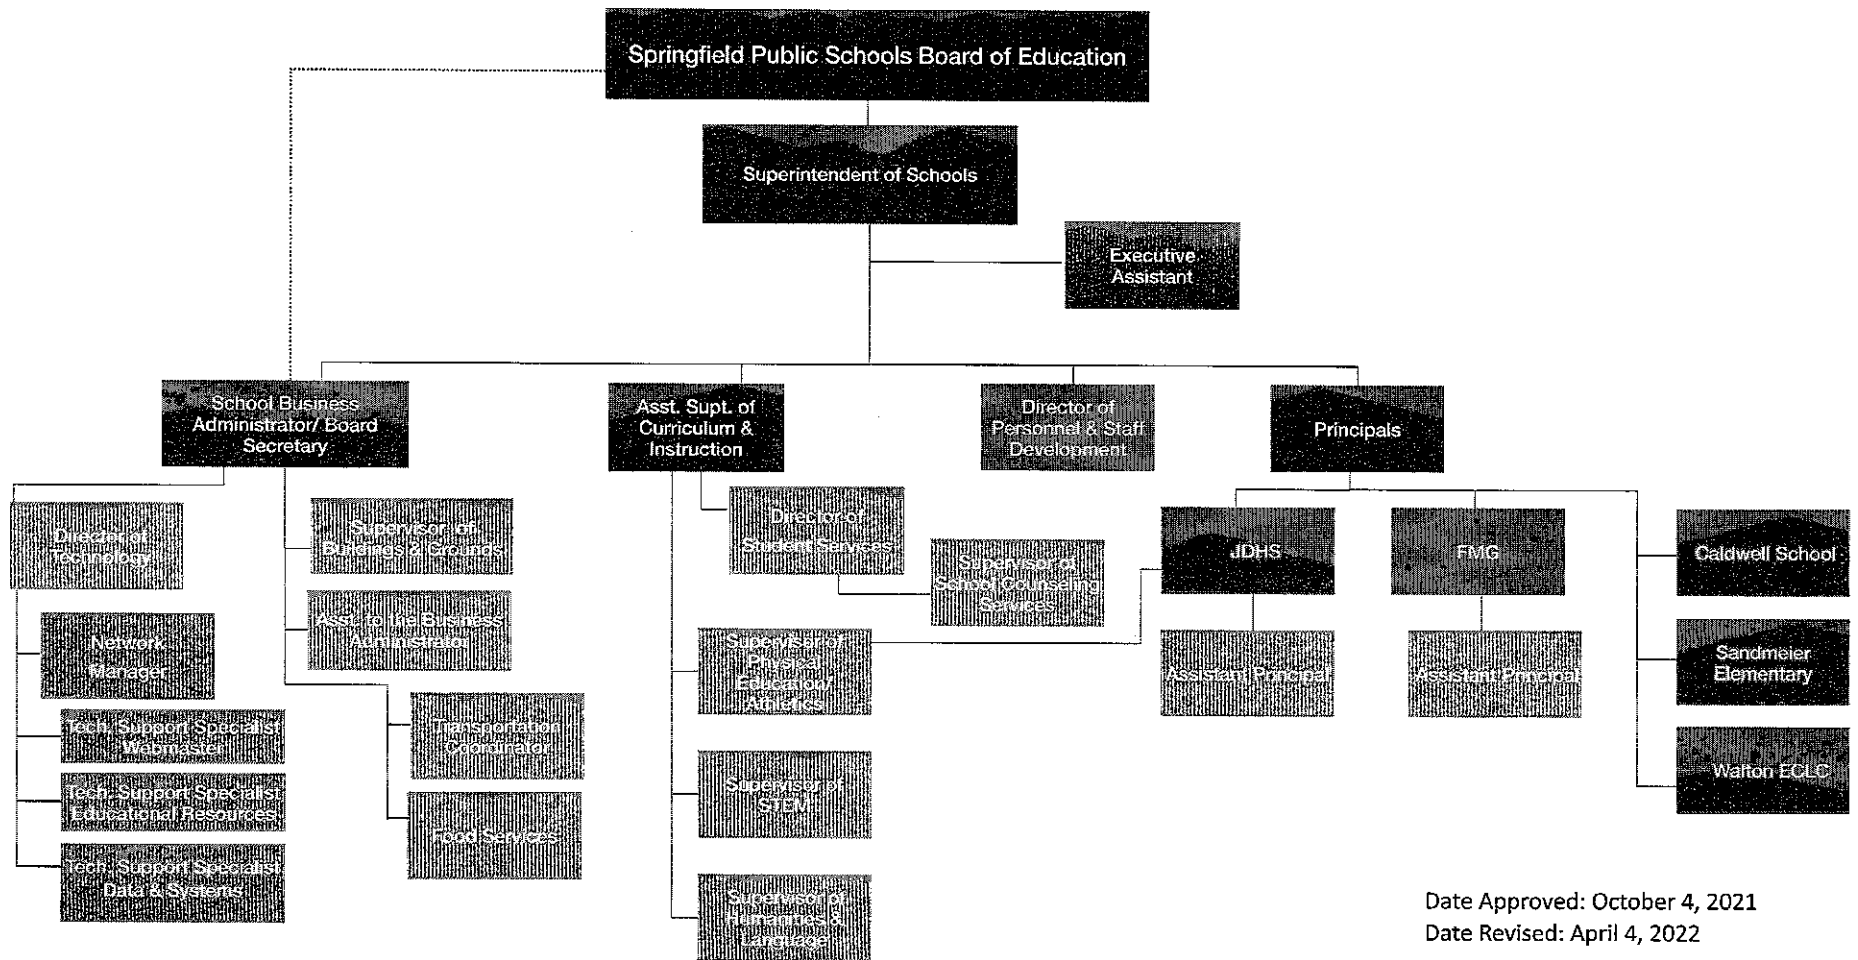 Springfield Public Schools Board of Education
Superintendent of Schools
Executive
Assistant
School Business
Administrator/ Board
Secretary
Asst. Supt. of
Curriculum &
Instruction
Director of
Personnel & Staff
Development
Principals
Director of
Technology
Supervisor of
Buildings & Grounds
Director of
Student Services
JDHS
FMG
Caldwell School
Supervisor of
School Counseling
Services
Network
Manager
Asst. to the Business
Administrator
Supervisor of
Physical
Education/
Athletics
Assistant Principal
Assistant Principal
Sandmeier
Elementary
Tech. Support Specialist
Webmaster
Transportation
Coordinator
Walton ECLC
Tech. Support Specialist
Educational Resources
Supervisor of
STEM
Food Services
Tech. Support Specialist
Data & Systems
Supervisor of
Humanities &
Language
Date Approved: October 4, 2021
Date Revised: April 4, 2022